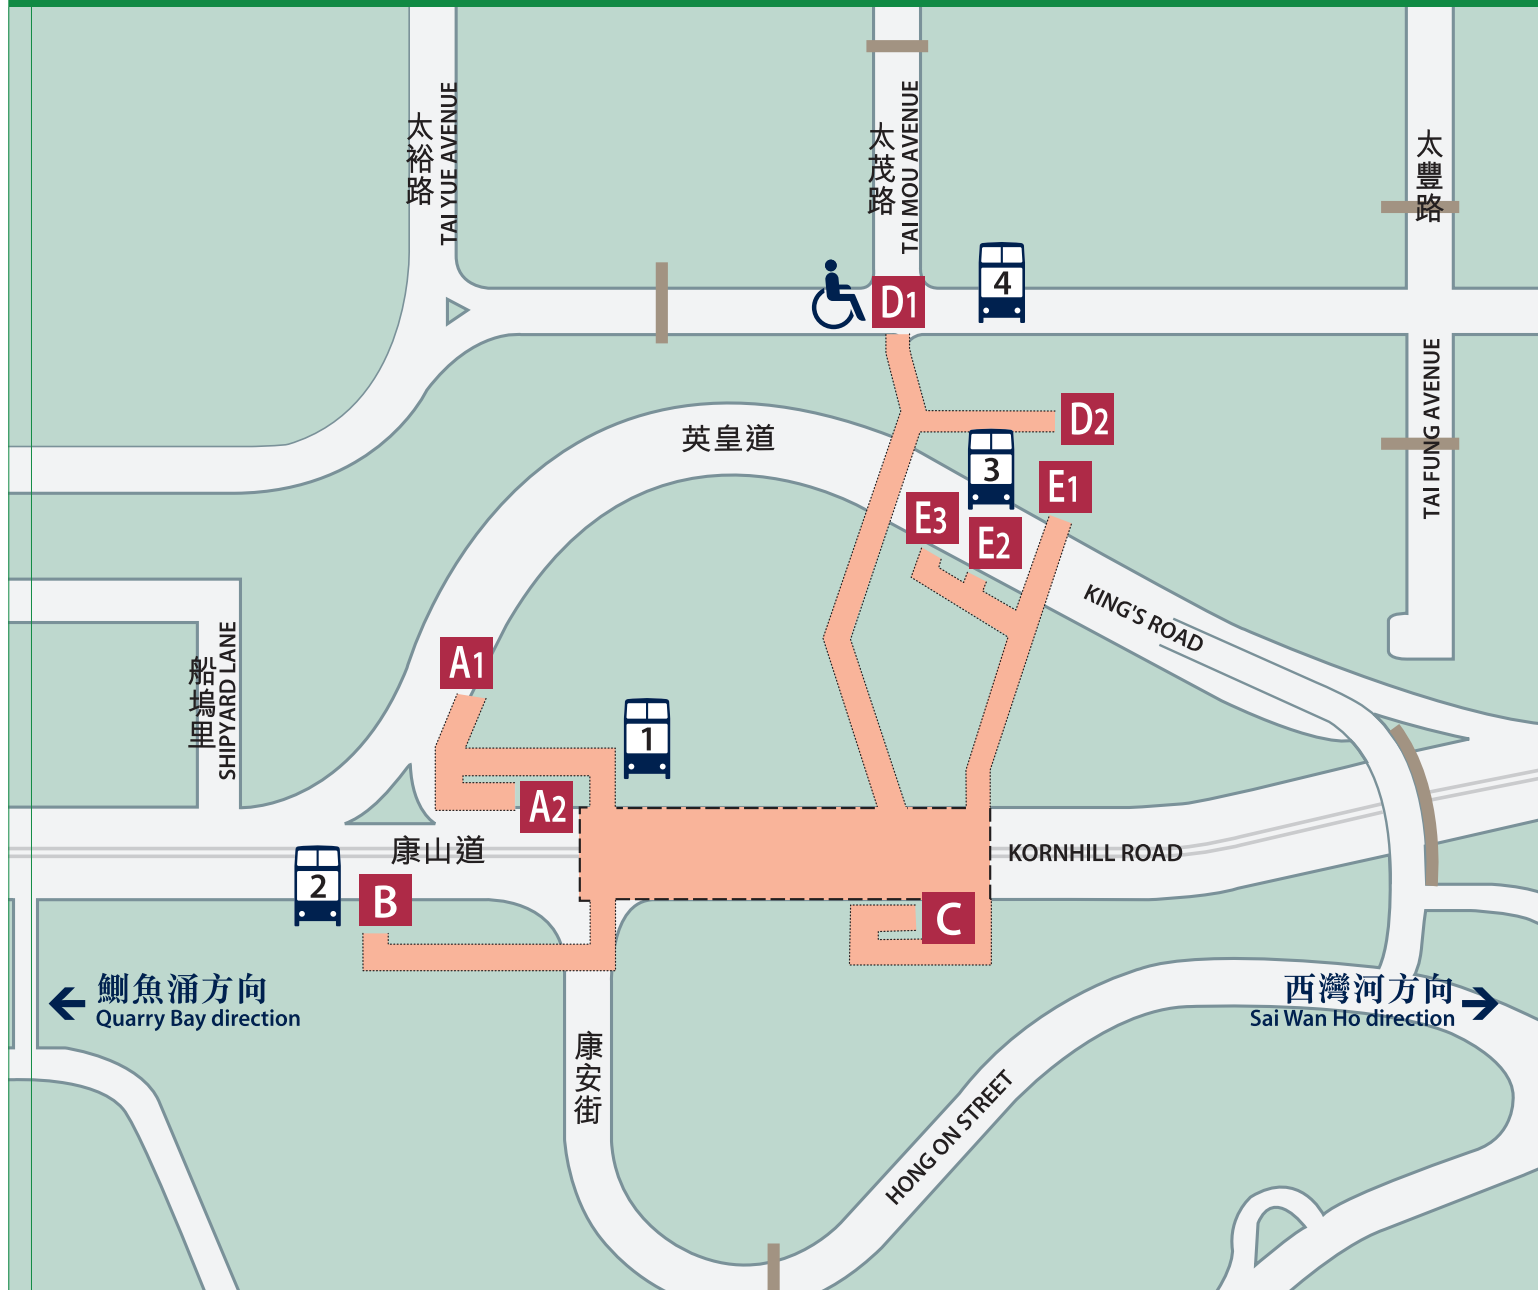 太裕路
TAI YUE AVENUE
太茂路
TAI MOU AVENUE
太豐路
TAI FUNG AVENUE
D1
4
D2
英皇道
3
E1
E3
E2
KING'S ROAD
船塢里
SHIPYARD LANE
A1
1
A2
康山道
KORNHILL ROAD
2
B
C
鰂魚涌方向
Quarry Bay direction
西灣河方向
Sai Wan Ho direction
康安街
HONG ON STREET